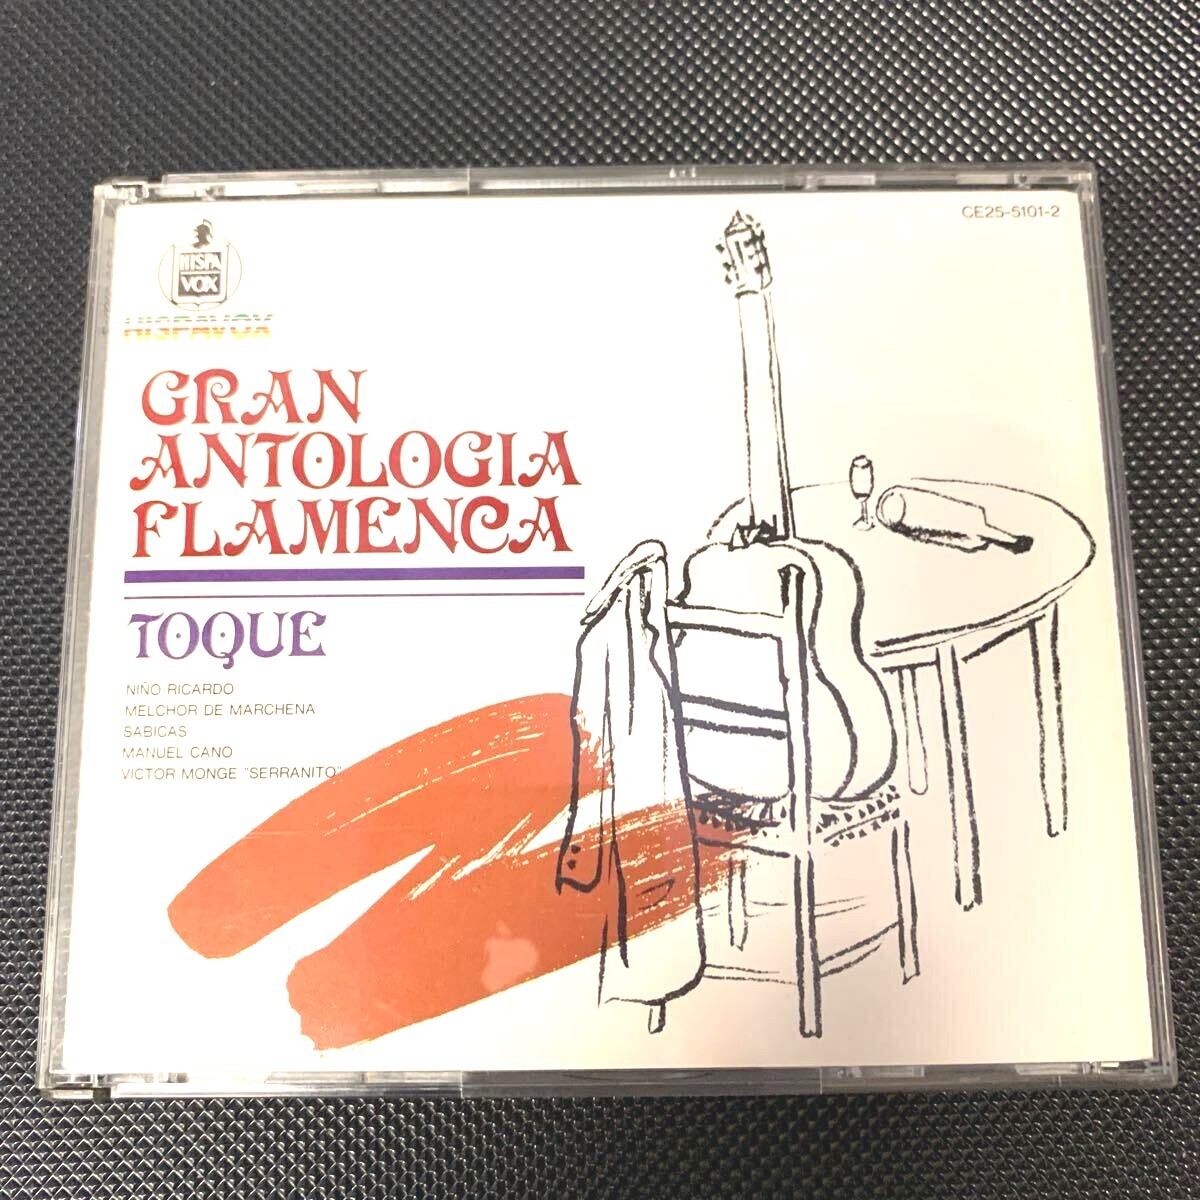 CE25-5101-2
HISPA
VOX
HISPAVOX
GRAN
ANTOLOGIA
FLAMENCA
TOQUE
NIÑO RICARDO
MELCHOR DE MARCHENA
SABICAS
MANUEL CANO
VICTOR MONGE "SERRANITO"